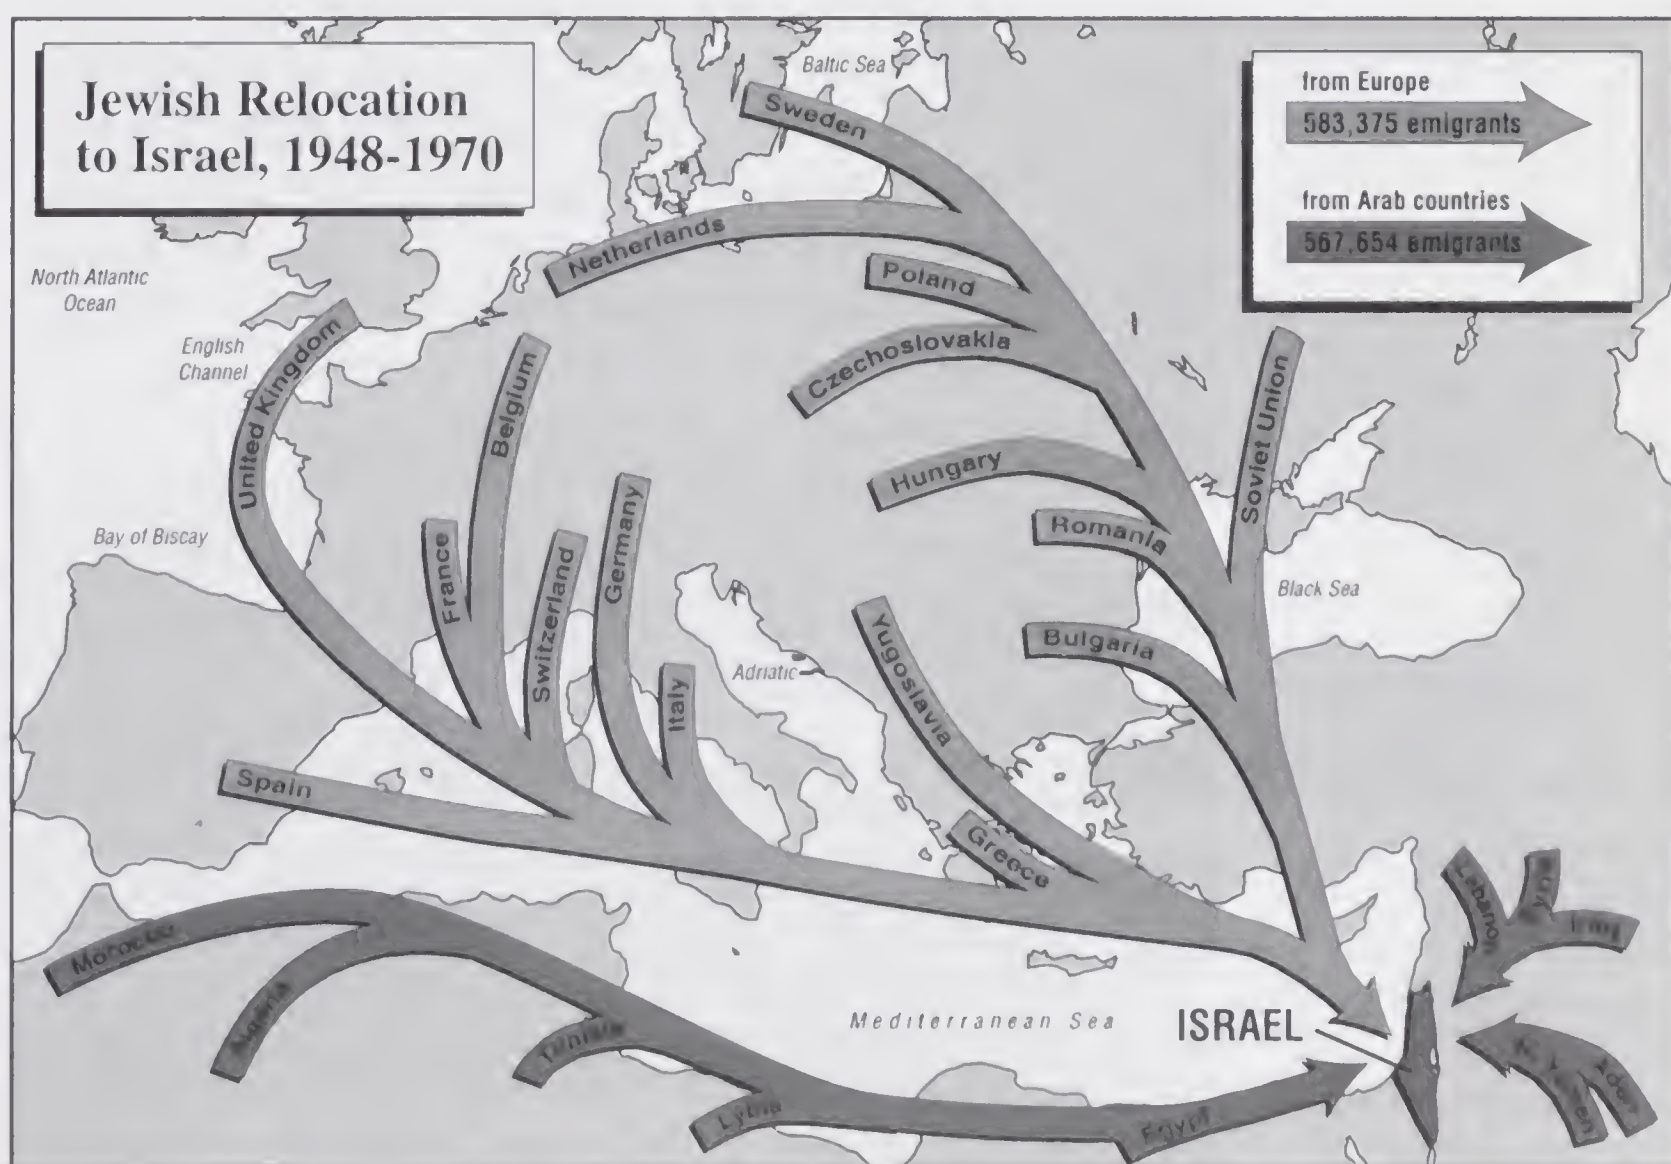 Jewish Relocation
to Israel, 1948-1970
from Europe
583,375 emigrants
from Arab countries
567,654 emigrants
Baltic Sea
Sweden
Netherlands
Poland
Czechoslovakia
North Atlantic
Ocean
English
Channel
United Kingdom
Belgium
Soviet Union
Hungary
Romania
Germany
France
Switzerland
Bay of Biscay
Black Sea
Bulgaria
Yugoslavia
Adriatic
Italy
Spain
Greece
Lebanon
Syria
Iraq
Morocco
Algeria
Tunisia
Mediterranean Sea
ISRAEL
N. Yemen
Aden
Egypt